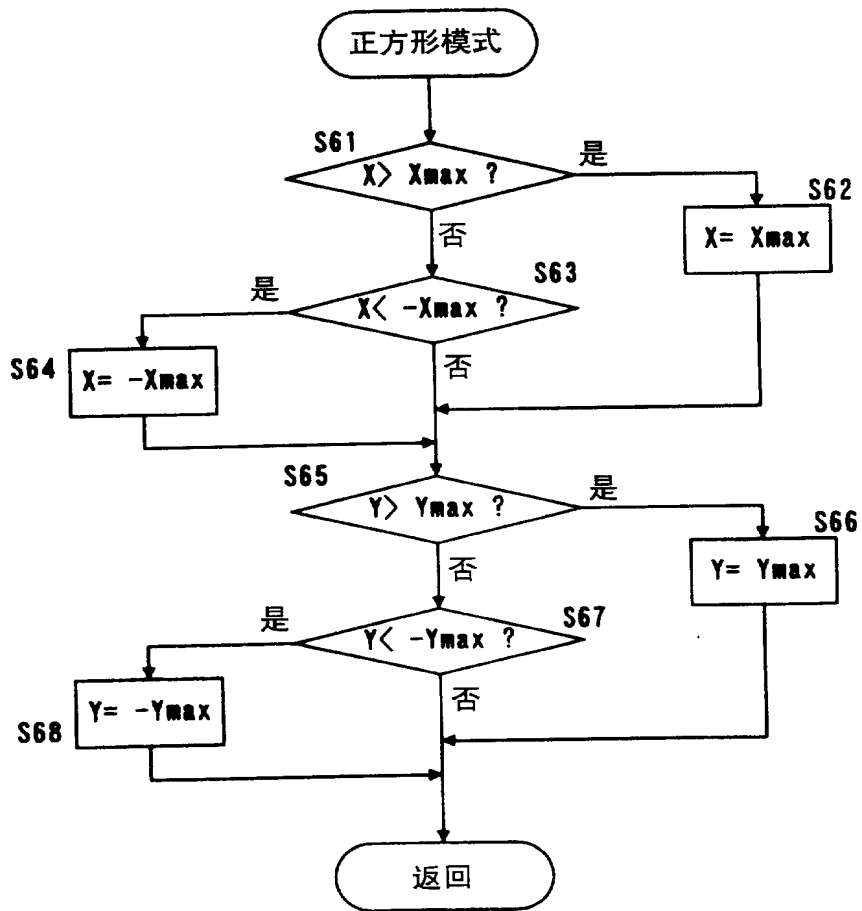 正方形模式
S61
X> Xmax ?
是
S62
X= Xmax
否
S63
是
X< -Xmax ?
S64
X= -Xmax
否
S65
Y> Ymax ?
是
S66
Y= Ymax
否
S67
是
Y< -Ymax ?
S68
Y= -Ymax
否
返回